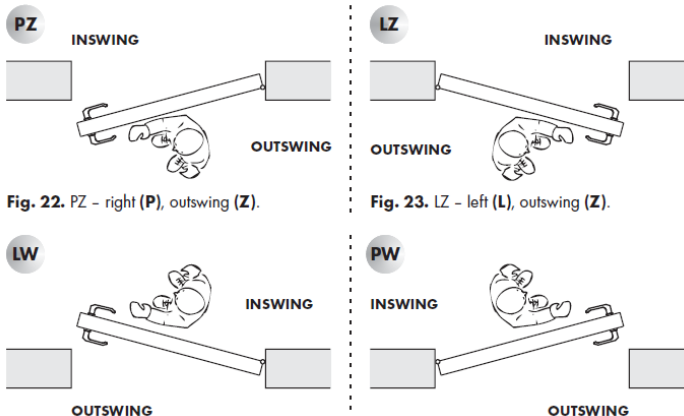 PZ
INSWING
OUTSWING
Fig. 22. PZ – right (P), outswing (Z).
LZ
INSWING
OUTSWING
Fig. 23. LZ – left (L), outswing (Z).
LW
INSWING
OUTSWING
PW
INSWING
OUTSWING